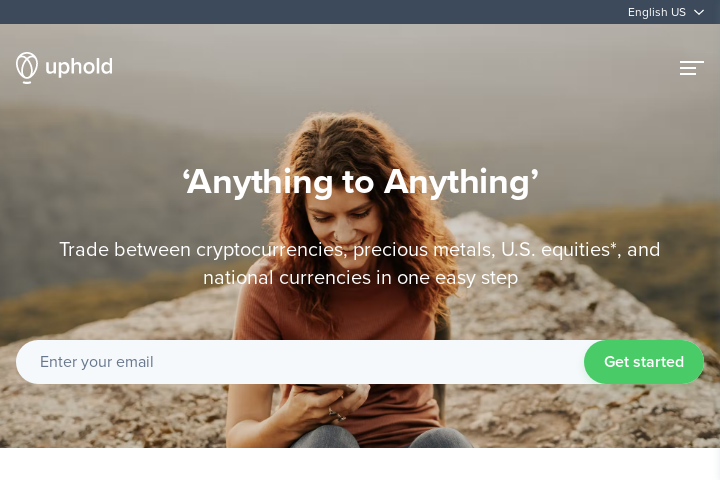 English US
uphold
‘Anything to Anything’
Trade between cryptocurrencies, precious metals, U.S. equities*, and
national currencies in one easy step
Enter your email
Get started